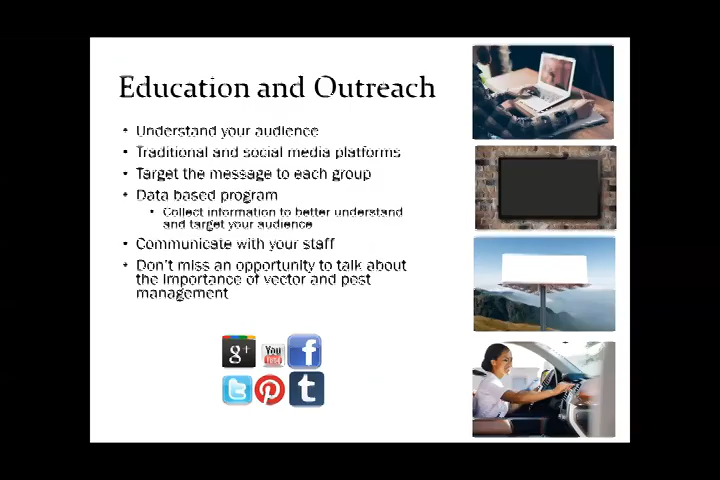 Education and Outreach
• Understand your audience
• Traditional and social media platforms
• Target the message to each group
• Data based program
• Collect information to better understand
and target your audience
• Communicate with your staff
• Don't miss an opportunity to talk about
the importance of vector and pest
management
g+ You Tube f
t